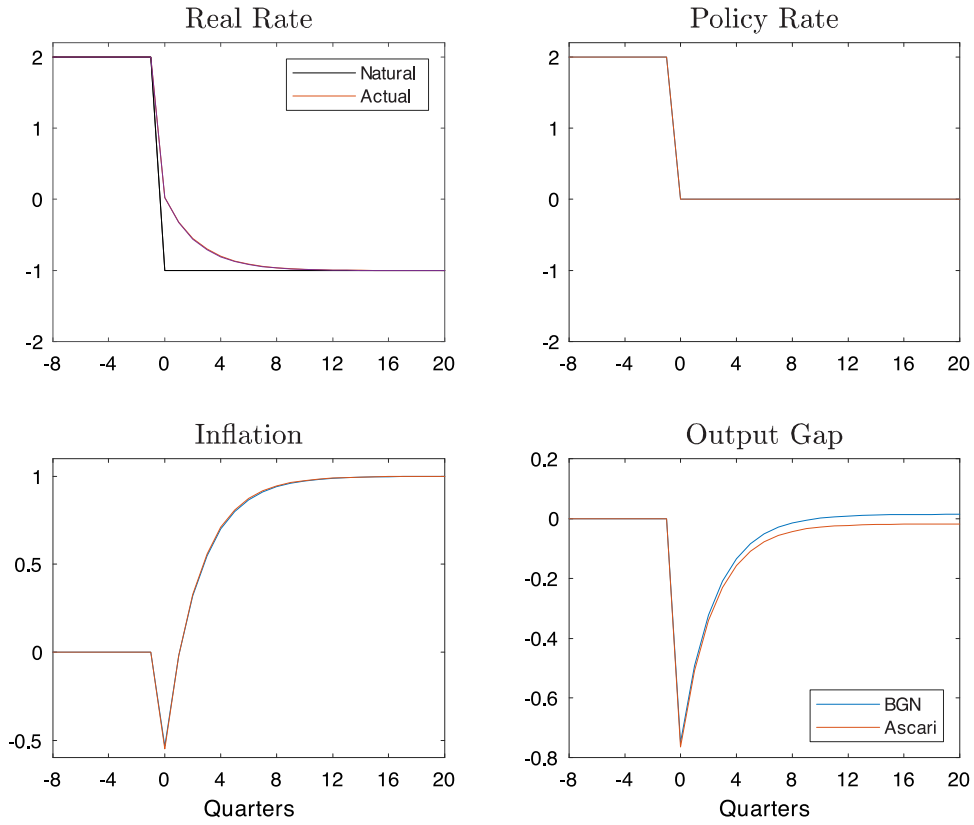 Real Rate
2
1
0
-1
-2
-8 -4 0 4 8 12 16 20
Natural
Actual
Policy Rate
2
1
0
-1
-2
-8 -4 0 4 8 12 16 20
Inflation
1
0.5
0
-0.5
-8 -4 0 4 8 12 16 20
Quarters
Output Gap
0.2
0
-0.2
-0.4
-0.6
-0.8
-8 -4 0 4 8 12 16 20
BGN
Ascari
Quarters